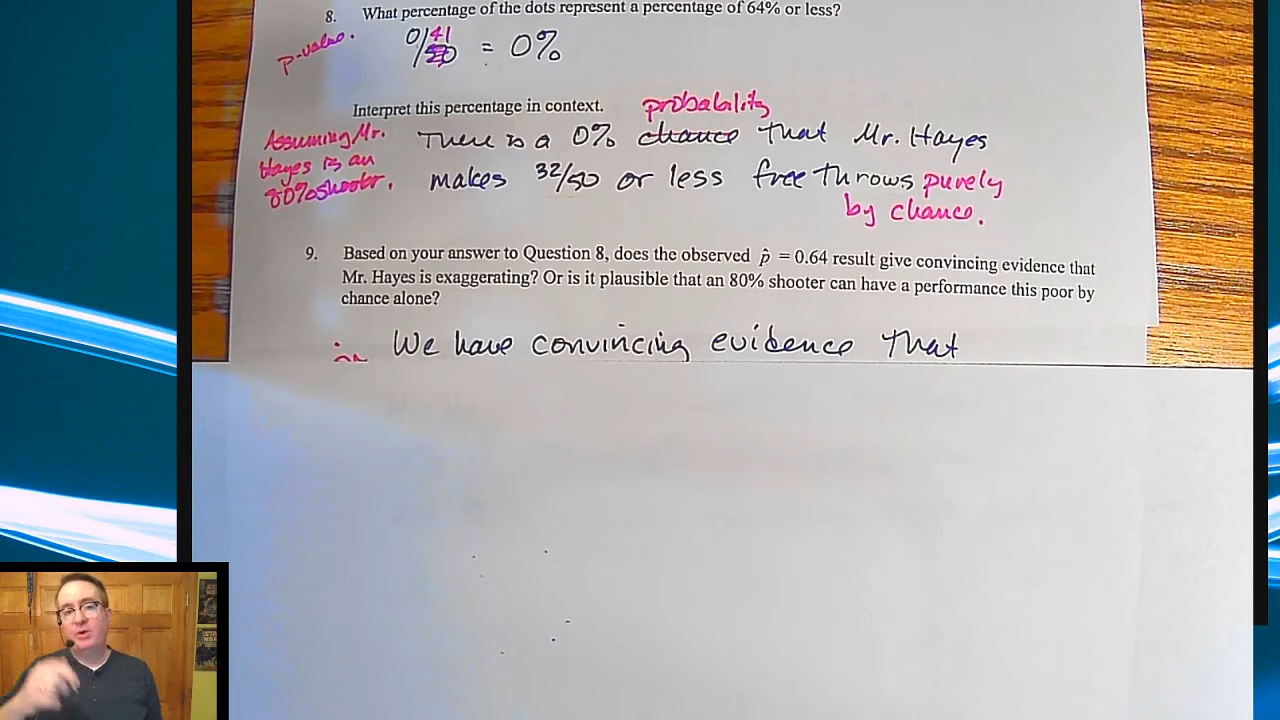 8. What percentage of the dots represent a percentage of 64% or less?
p-value.
0/41 = 0%
Interpret this percentage in context.
probability
Assuming Mr. Hayes is an 80% shooter.
There is a 0% chance that Mr. Hayes
makes 32/50 or less free throws purely
by chance.
9. Based on your answer to Question 8, does the observed p̂ = 0.64 result give convincing evidence that
Mr. Hayes is exaggerating? Or is it plausible that an 80% shooter can have a performance this poor by
chance alone?
We have convincing evidence that